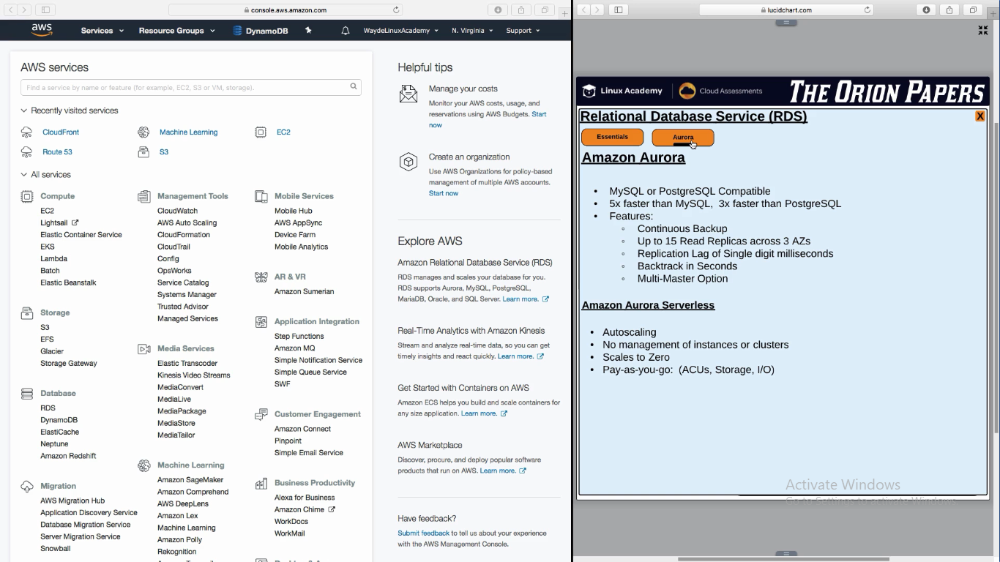 console.aws.amazon.com
aws
Services
Resource Groups
DynamoDB
WaydeLinuxAcademy
N. Virginia
Support
AWS services
Find a service by name or feature (for example, EC2, S3 or VM, storage).
Recently visited services
CloudFront
Machine Learning
EC2
Route 53
S3
All services
Compute
EC2
Lightsail
Elastic Container Service
EKS
Lambda
Batch
Elastic Beanstalk
Storage
S3
EFS
Glacier
Storage Gateway
Database
RDS
DynamoDB
ElastiCache
Neptune
Amazon Redshift
Migration
AWS Migration Hub
Application Discovery Service
Database Migration Service
Server Migration Service
Snowball
Management Tools
CloudWatch
AWS Auto Scaling
CloudFormation
CloudTrail
Config
OpsWorks
Service Catalog
Systems Manager
Trusted Advisor
Managed Services
Media Services
Elastic Transcoder
Kinesis Video Streams
MediaConvert
MediaLive
MediaPackage
MediaStore
MediaTailor
Machine Learning
Amazon SageMaker
Amazon Comprehend
AWS DeepLens
Amazon Lex
Machine Learning
Amazon Polly
Rekognition
Mobile Services
Mobile Hub
AWS AppSync
Device Farm
Mobile Analytics
AR & VR
Amazon Sumerian
Application Integration
Step Functions
Amazon MQ
Simple Notification Service
Simple Queue Service
SWF
Customer Engagement
Amazon Connect
Pinpoint
Simple Email Service
Business Productivity
Alexa for Business
Amazon Chime
WorkDocs
WorkMail
Helpful tips
Manage your costs
Monitor your AWS costs, usage, and
reservations using AWS Budgets. Start
now
Create an organization
Use AWS Organizations for policy-based
management of multiple AWS accounts.
Start now
Explore AWS
Amazon Relational Database Service (RDS)
RDS manages and scales your database for you.
RDS supports Aurora, MySQL, PostgreSQL,
MariaDB, Oracle, and SQL Server. Learn more.
Real-Time Analytics with Amazon Kinesis
Stream and analyze real-time data, so you can get
timely insights and react quickly. Learn more.
Get Started with Containers on AWS
Amazon ECS helps you build and scale containers for
any size application. Learn more.
AWS Marketplace
Discover, procure, and deploy popular software
products that run on AWS. Learn more.
Have feedback?
Submit feedback to tell us about your experience
with the AWS Management Console.
lucidchart.com
Linux Academy
Cloud Assessments
THE ORION PAPERS
Relational Database Service (RDS)
X
Essentials
Aurora
Amazon Aurora
• MySQL or PostgreSQL Compatible
• 5x faster than MySQL, 3x faster than PostgreSQL
• Features:
◦ Continuous Backup
◦ Up to 15 Read Replicas across 3 AZs
◦ Replication Lag of Single digit milliseconds
◦ Backtrack in Seconds
◦ Multi-Master Option
Amazon Aurora Serverless
• Autoscaling
• No management of instances or clusters
• Scales to Zero
• Pay-as-you-go: (ACUs, Storage, I/O)
Activate Windows
Go to Settings to activate Windows.